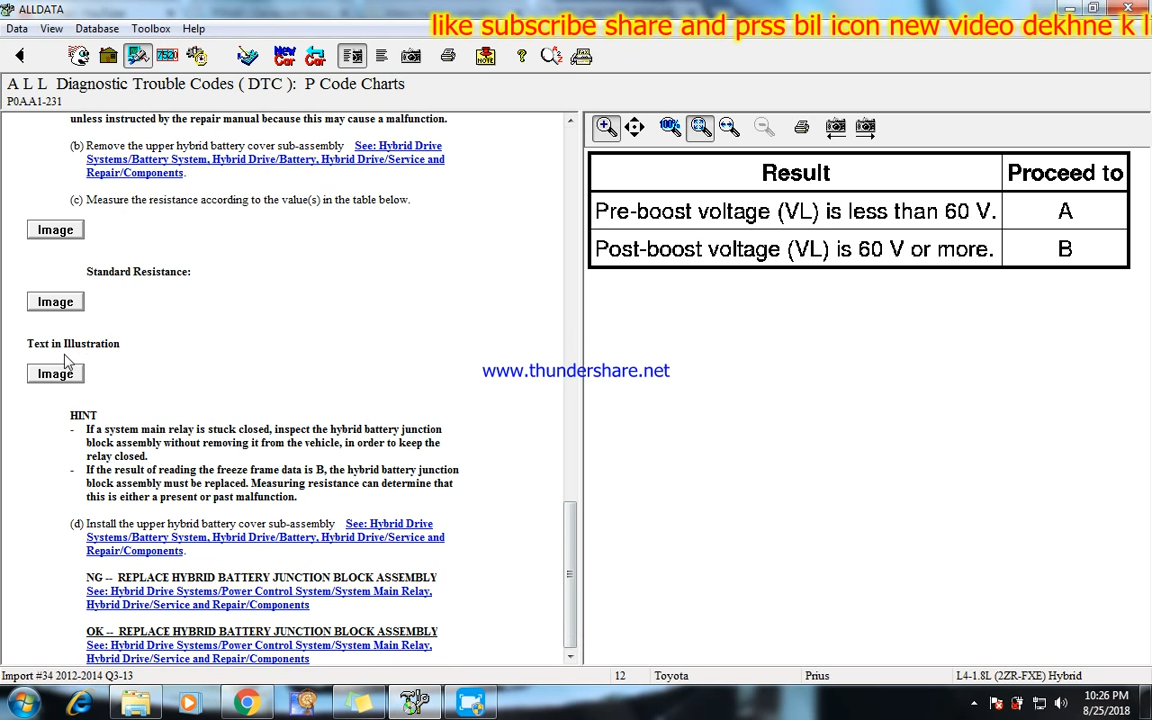 ALLDATA
like subscribe share and prss bil icon new video dekhne k l
Data View Database Toolbox Help
A L L Diagnostic Trouble Codes ( DTC ): P Code Charts
P0AA1-231
unless instructed by the repair manual because this may cause a malfunction.
(b) Remove the upper hybrid battery cover sub-assembly See: Hybrid Drive
Systems/Battery System, Hybrid Drive/Battery, Hybrid Drive/Service and
Repair/Components.
(c) Measure the resistance according to the value(s) in the table below.
Image
Standard Resistance:
Image
Text in Illustration
Image
HINT
- If a system main relay is stuck closed, inspect the hybrid battery junction
block assembly without removing it from the vehicle, in order to keep the
relay closed.
- If the result of reading the freeze frame data is B, the hybrid battery junction
block assembly must be replaced. Measuring resistance can determine that
this is either a present or past malfunction.
(d) Install the upper hybrid battery cover sub-assembly See: Hybrid Drive
Systems/Battery System, Hybrid Drive/Battery, Hybrid Drive/Service and
Repair/Components.
NG -- REPLACE HYBRID BATTERY JUNCTION BLOCK ASSEMBLY
See: Hybrid Drive Systems/Power Control System/System Main Relay,
Hybrid Drive/Service and Repair/Components
OK -- REPLACE HYBRID BATTERY JUNCTION BLOCK ASSEMBLY
See: Hybrid Drive Systems/Power Control System/System Main Relay,
Hybrid Drive/Service and Repair/Components
100%
Result Proceed to
Pre-boost voltage (VL) is less than 60 V. A
Post-boost voltage (VL) is 60 V or more. B
www.thundershare.net
Import #34 2012-2014 Q3-13 12 Toyota Prius L4-1.8L (2ZR-FXE) Hybrid
10:26 PM
8/25/2018